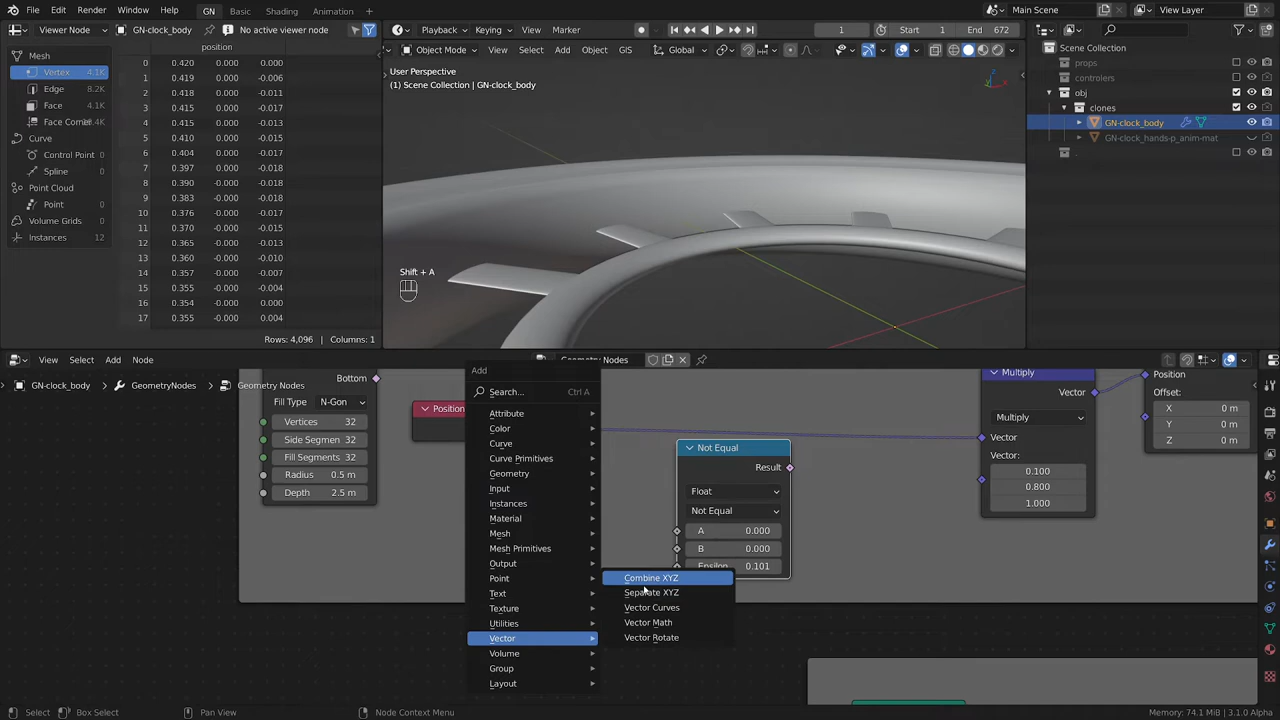 File Edit Render Window Help GN Basic Shading Animation Main Scene View Layer
Viewer Node GN-clock_body No active viewer node
Playback Keying View Marker 1 Start 1 End 672
Object Mode View Select Add Object GIS Global
Mesh
Vertex 4.1K
Edge 8.2K
Face 4.1K
Face Corn
Curve
Control Point 0
Spline 0
Point Cloud
Point 0
Volume Grids 0
Instances 12
position
0 0.420 0.000 0.000
1 0.419 0.000 -0.006
2 0.418 0.000 -0.011
3 0.417 0.000 -0.015
4 0.415 0.000 -0.013
5 0.410 0.000 -0.015
6 0.404 0.000 -0.017
7 0.397 0.000 -0.018
8 0.390 0.000 -0.018
9 0.383 0.000 -0.018
10 0.376 0.000 -0.017
11 0.370 0.000 -0.015
12 0.365 0.000 -0.013
13 0.360 0.000 -0.010
14 0.357 0.000 -0.007
15 0.355 -0.000 -0.004
16 0.354 -0.000 0.000
17 0.355 -0.000 0.004
Rows: 4,096 Columns: 1
User Perspective
(1) Scene Collection | GN-clock_body
Shift + A
Scene Collection
props
controlers
obj
clones
GN-clock_body
GN-clock_hands-p_anim-mat
View Select Add Node Geometry Nodes
GN-clock_body GeometryNodes Geometry Nodes
Bottom
Fill Type N-Gon
Vertices 32
Side Segmen 32
Fill Segments 32
Radius 0.5 m
Depth 2.5 m
Position
Add
Search... Ctrl A
Attribute
Color
Curve
Curve Primitives
Geometry
Input
Instances
Material
Mesh
Mesh Primitives
Output
Point
Text
Texture
Utilities
Vector
Volume
Group
Layout
Combine XYZ
Separate XYZ
Vector Curves
Vector Math
Vector Rotate
Not Equal
Result
Float
Not Equal
A 0.000
B 0.000
Epsilon 0.101
Multiply
Vector
Multiply
Vector
Vector:
0.100
0.800
1.000
Position
Offset:
X 0 m
Y 0 m
Z 0 m
Select Box Select Pan View Node Context Menu Memory: 74.1 MiB | 3.1.0 Alpha